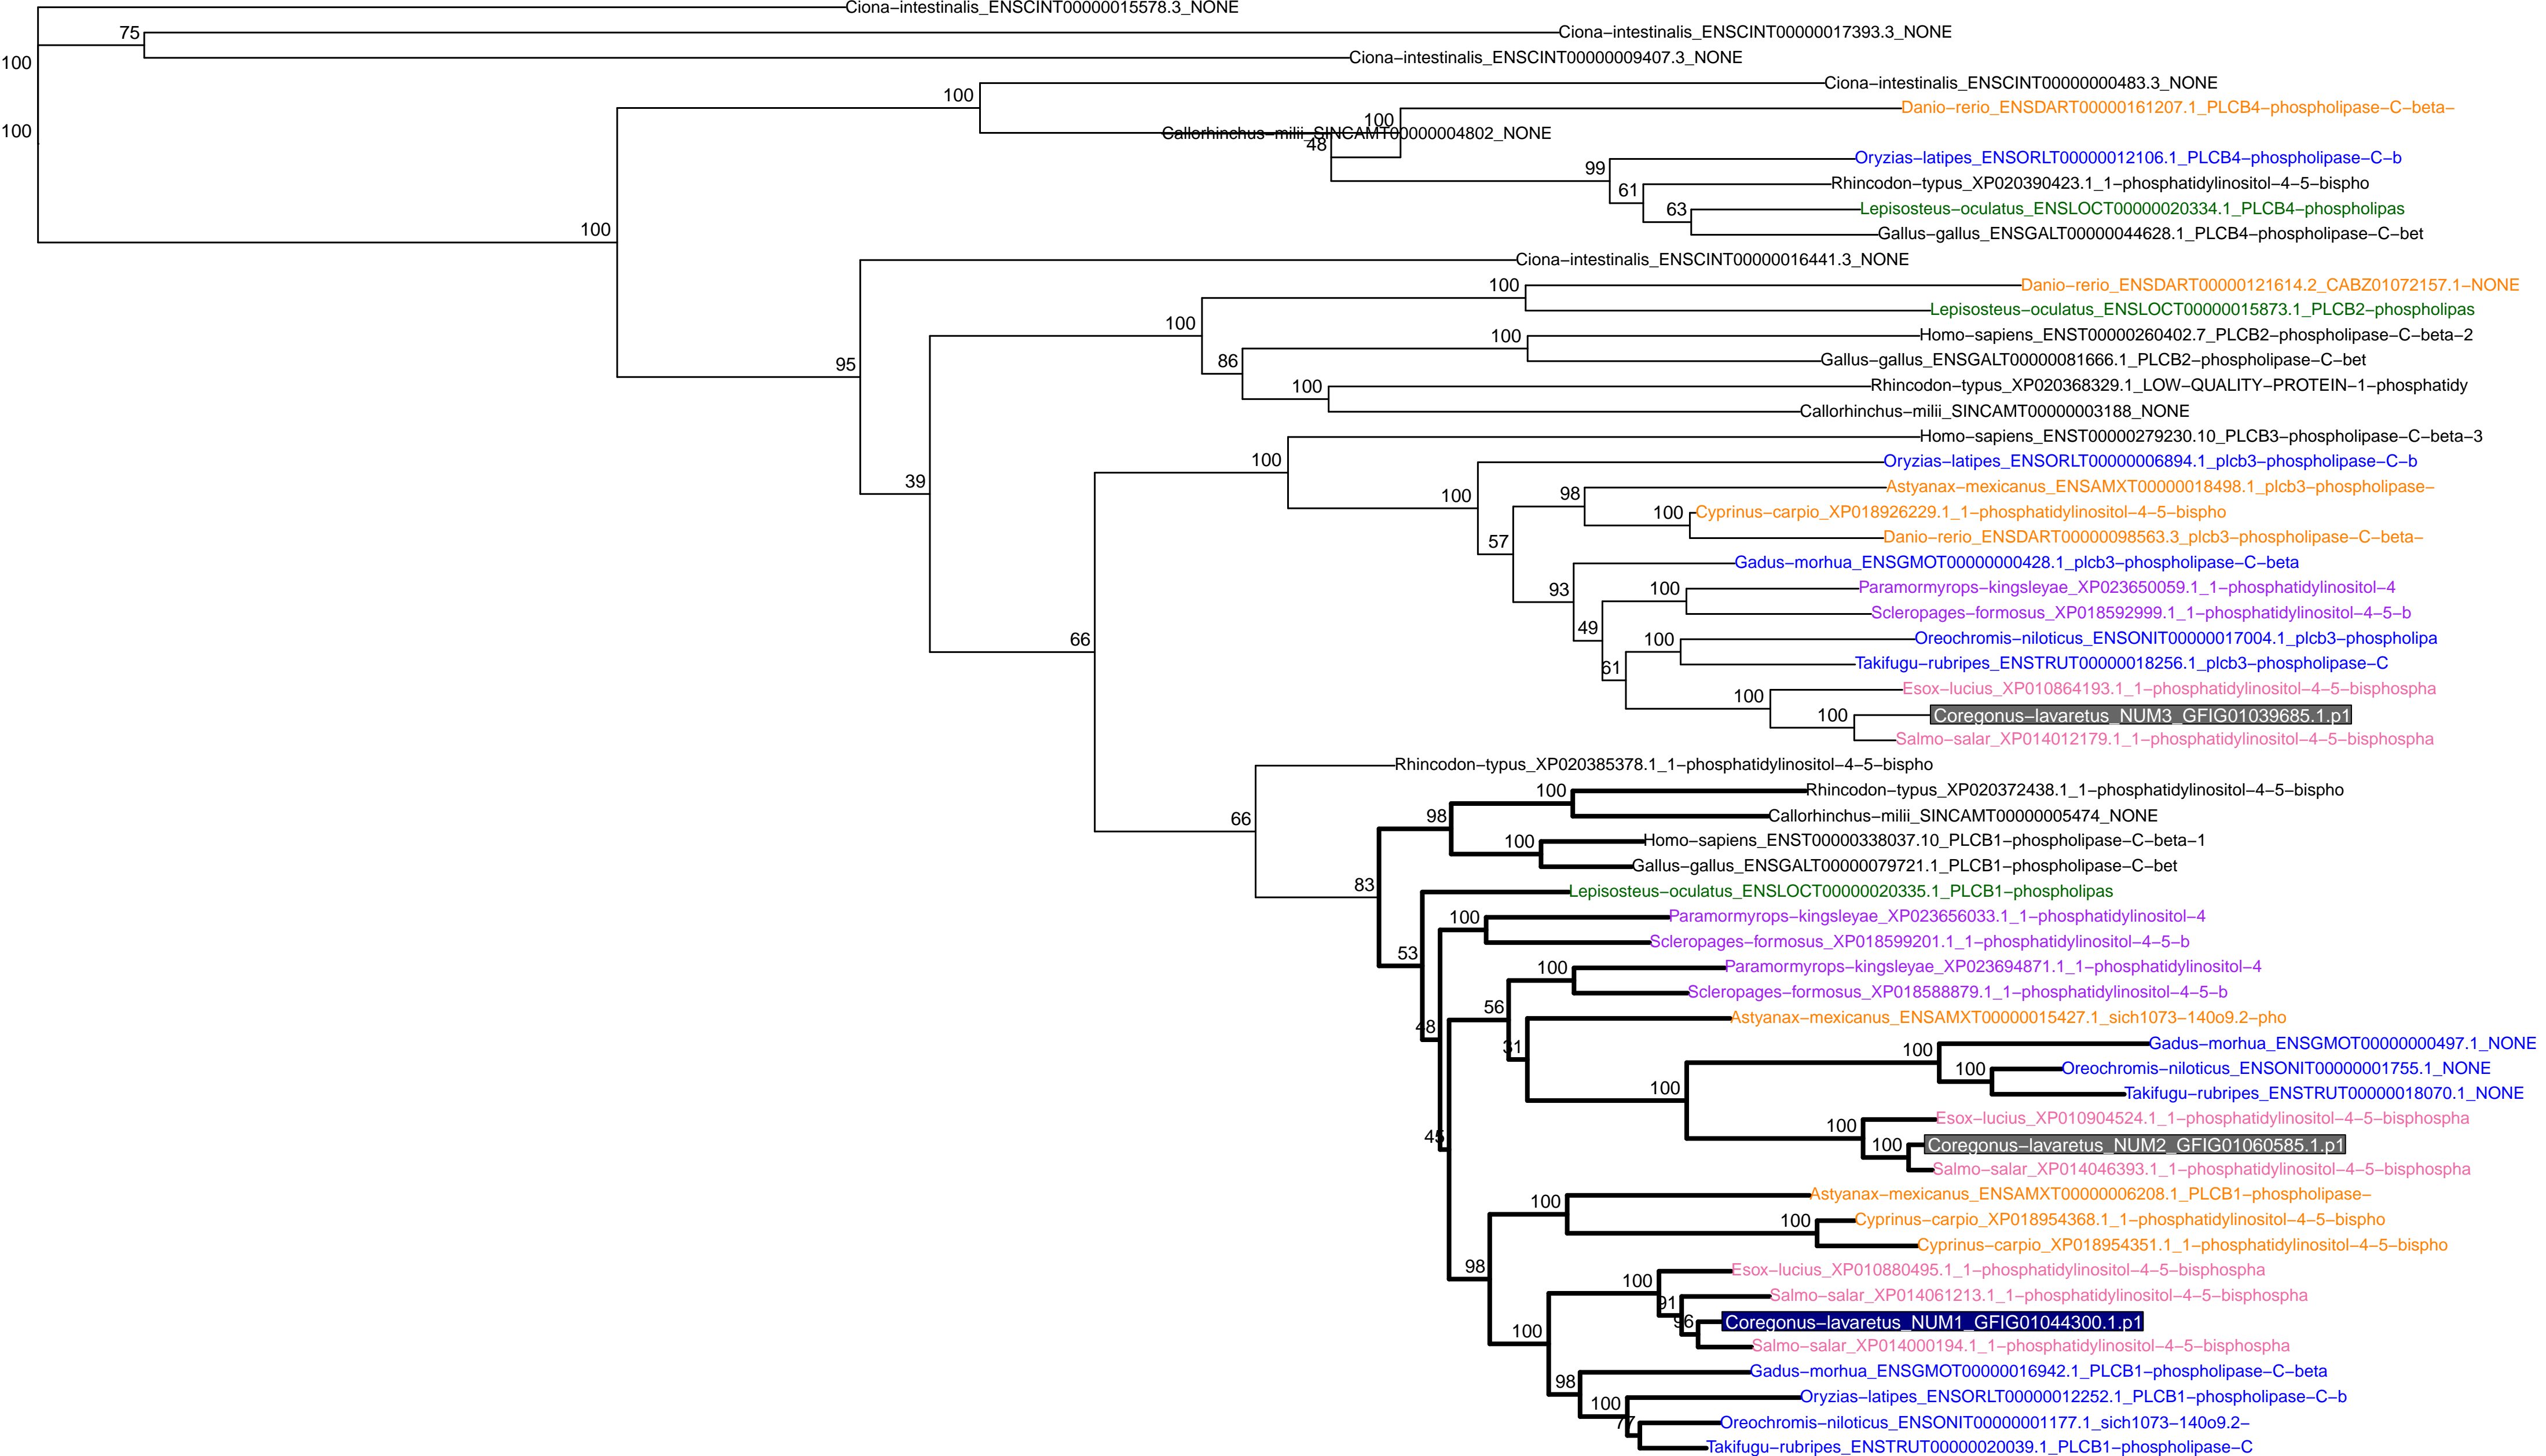 Ciona−intestinalis_ENSCINT00000015578.3_NONE
75
Ciona−intestinalis_ENSCINT00000017393.3_NONE
100
Ciona−intestinalis_ENSCINT00000009407.3_NONE
Ciona−intestinalis_ENSCINT00000000483.3_NONE
100
Danio−rerio_ENSDART00000161207.1_PLCB4−phospholipase−C−beta−
100
100
Callorhinchus−milii_SINCAMT00000004802_NONE
48
Oryzias−latipes_ENSORLT00000012106.1_PLCB4−phospholipase−C−b
99
Rhincodon−typus_XP020390423.1_1−phosphatidylinositol−4−5−bispho
61
Lepisosteus−oculatus_ENSLOCT00000020334.1_PLCB4−phospholipas
63
Gallus−gallus_ENSGALT00000044628.1_PLCB4−phospholipase−C−bet
100
Ciona−intestinalis_ENSCINT00000016441.3_NONE
Danio−rerio_ENSDART00000121614.2_CABZ01072157.1−NONE
100
Lepisosteus−oculatus_ENSLOCT00000015873.1_PLCB2−phospholipas
100
Homo−sapiens_ENST00000260402.7_PLCB2−phospholipase−C−beta−2
100
Gallus−gallus_ENSGALT00000081666.1_PLCB2−phospholipase−C−bet
86
95
Rhincodon−typus_XP020368329.1_LOW−QUALITY−PROTEIN−1−phosphatidy
100
Callorhinchus−milii_SINCAMT00000003188_NONE
Homo−sapiens_ENST00000279230.10_PLCB3−phospholipase−C−beta−3
100
Oryzias−latipes_ENSORLT00000006894.1_plcb3−phospholipase−C−b
39
Astyanax−mexicanus_ENSAMXT00000018498.1_plcb3−phospholipase−
98
100
Cyprinus−carpio_XP018926229.1_1−phosphatidylinositol−4−5−bispho
100
Danio−rerio_ENSDART00000098563.3_plcb3−phospholipase−C−beta−
57
Gadus−morhua_ENSGMOT00000000428.1_plcb3−phospholipase−C−beta
93
Paramormyrops−kingsleyae_XP023650059.1_1−phosphatidylinositol−4
100
Scleropages−formosus_XP018592999.1_1−phosphatidylinositol−4−5−b
49
Oreochromis−niloticus_ENSONIT00000017004.1_plcb3−phospholipa
100
66
Takifugu−rubripes_ENSTRUT00000018256.1_plcb3−phospholipase−C
61
Esox−lucius_XP010864193.1_1−phosphatidylinositol−4−5−bisphospha
100
Coregonus−lavaretus_NUM3_GFIG01039685.1.p1
100
Salmo−salar_XP014012179.1_1−phosphatidylinositol−4−5−bisphospha
Rhincodon−typus_XP020385378.1_1−phosphatidylinositol−4−5−bispho
Rhincodon−typus_XP020372438.1_1−phosphatidylinositol−4−5−bispho
100
Callorhinchus−milii_SINCAMT00000005474_NONE
98
66
Homo−sapiens_ENST00000338037.10_PLCB1−phospholipase−C−beta−1
100
Gallus−gallus_ENSGALT00000079721.1_PLCB1−phospholipase−C−bet
83
Lepisosteus−oculatus_ENSLOCT00000020335.1_PLCB1−phospholipas
Paramormyrops−kingsleyae_XP023656033.1_1−phosphatidylinositol−4
100
Scleropages−formosus_XP018599201.1_1−phosphatidylinositol−4−5−b
53
Paramormyrops−kingsleyae_XP023694871.1_1−phosphatidylinositol−4
100
Scleropages−formosus_XP018588879.1_1−phosphatidylinositol−4−5−b
56
Astyanax−mexicanus_ENSAMXT00000015427.1_sich1073−140o9.2−pho
48
Gadus−morhua_ENSGMOT00000000497.1_NONE
31
100
Oreochromis−niloticus_ENSONIT00000001755.1_NONE
100
Takifugu−rubripes_ENSTRUT00000018070.1_NONE
100
Esox−lucius_XP010904524.1_1−phosphatidylinositol−4−5−bisphospha
100
45
Coregonus−lavaretus_NUM2_GFIG01060585.1.p1
100
Salmo−salar_XP014046393.1_1−phosphatidylinositol−4−5−bisphospha
Astyanax−mexicanus_ENSAMXT00000006208.1_PLCB1−phospholipase−
100
Cyprinus−carpio_XP018954368.1_1−phosphatidylinositol−4−5−bispho
100
Cyprinus−carpio_XP018954351.1_1−phosphatidylinositol−4−5−bispho
98
Esox−lucius_XP010880495.1_1−phosphatidylinositol−4−5−bisphospha
100
Salmo−salar_XP014061213.1_1−phosphatidylinositol−4−5−bisphospha
91
Coregonus−lavaretus_NUM1_GFIG01044300.1.p1
96
100
Salmo−salar_XP014000194.1_1−phosphatidylinositol−4−5−bisphospha
Gadus−morhua_ENSGMOT00000016942.1_PLCB1−phospholipase−C−beta
98
Oryzias−latipes_ENSORLT00000012252.1_PLCB1−phospholipase−C−b
100
Oreochromis−niloticus_ENSONIT00000001177.1_sich1073−140o9.2−
77
Takifugu−rubripes_ENSTRUT00000020039.1_PLCB1−phospholipase−C